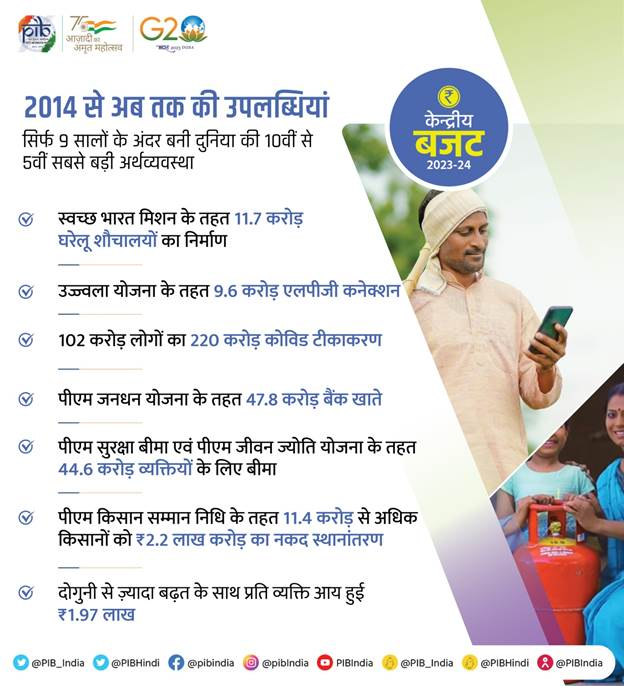 pib
75
आज़ादी का
अमृत महोत्सव
G20
भारत 2023 INDIA
केन्द्रीय
बजट
2023-24
2014 से अब तक की उपलब्धियां
सिर्फ 9 सालों के अंदर बनी दुनिया की 10वीं से
5वीं सबसे बड़ी अर्थव्यवस्था
स्वच्छ भारत मिशन के तहत 11.7 करोड़
घरेलू शौचालयों का निर्माण
उज्ज्वला योजना के तहत 9.6 करोड़ एलपीजी कनेक्शन
102 करोड़ लोगों का 220 करोड़ कोविड टीकाकरण
पीएम जनधन योजना के तहत 47.8 करोड़ बैंक खाते
पीएम सुरक्षा बीमा एवं पीएम जीवन ज्योति योजना के तहत
44.6 करोड़ व्यक्तियों के लिए बीमा
पीएम किसान सम्मान निधि के तहत 11.4 करोड़ से अधिक
किसानों को ₹2.2 लाख करोड़ का नकद स्थानांतरण
दोगुनी से ज़्यादा बढ़त के साथ प्रति व्यक्ति आय हुई
₹1.97 लाख
@PIB_India @PIBHindi @pibindia @pibindia PIBIndia @PIB_India @PIBHindi @PIBIndia